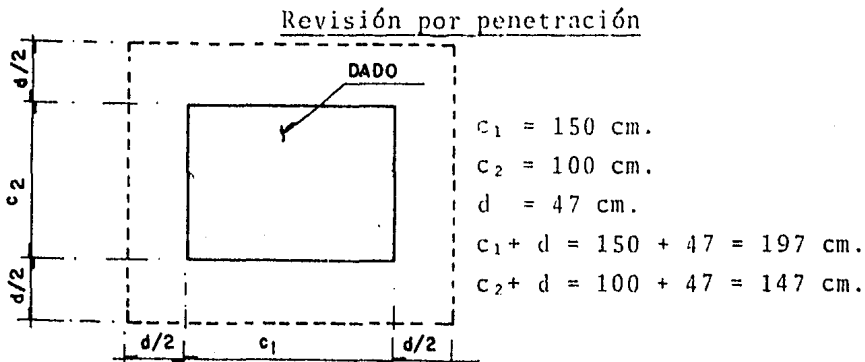 Revisión por penetración
d/2
DADO
c₁ = 150 cm.
c₂ = 100 cm.
c2
d = 47 cm.
c₁+ d = 150 + 47 = 197 cm.
c₂+ d = 100 + 47 = 147 cm.
d/2
d/2 c₁ d/2